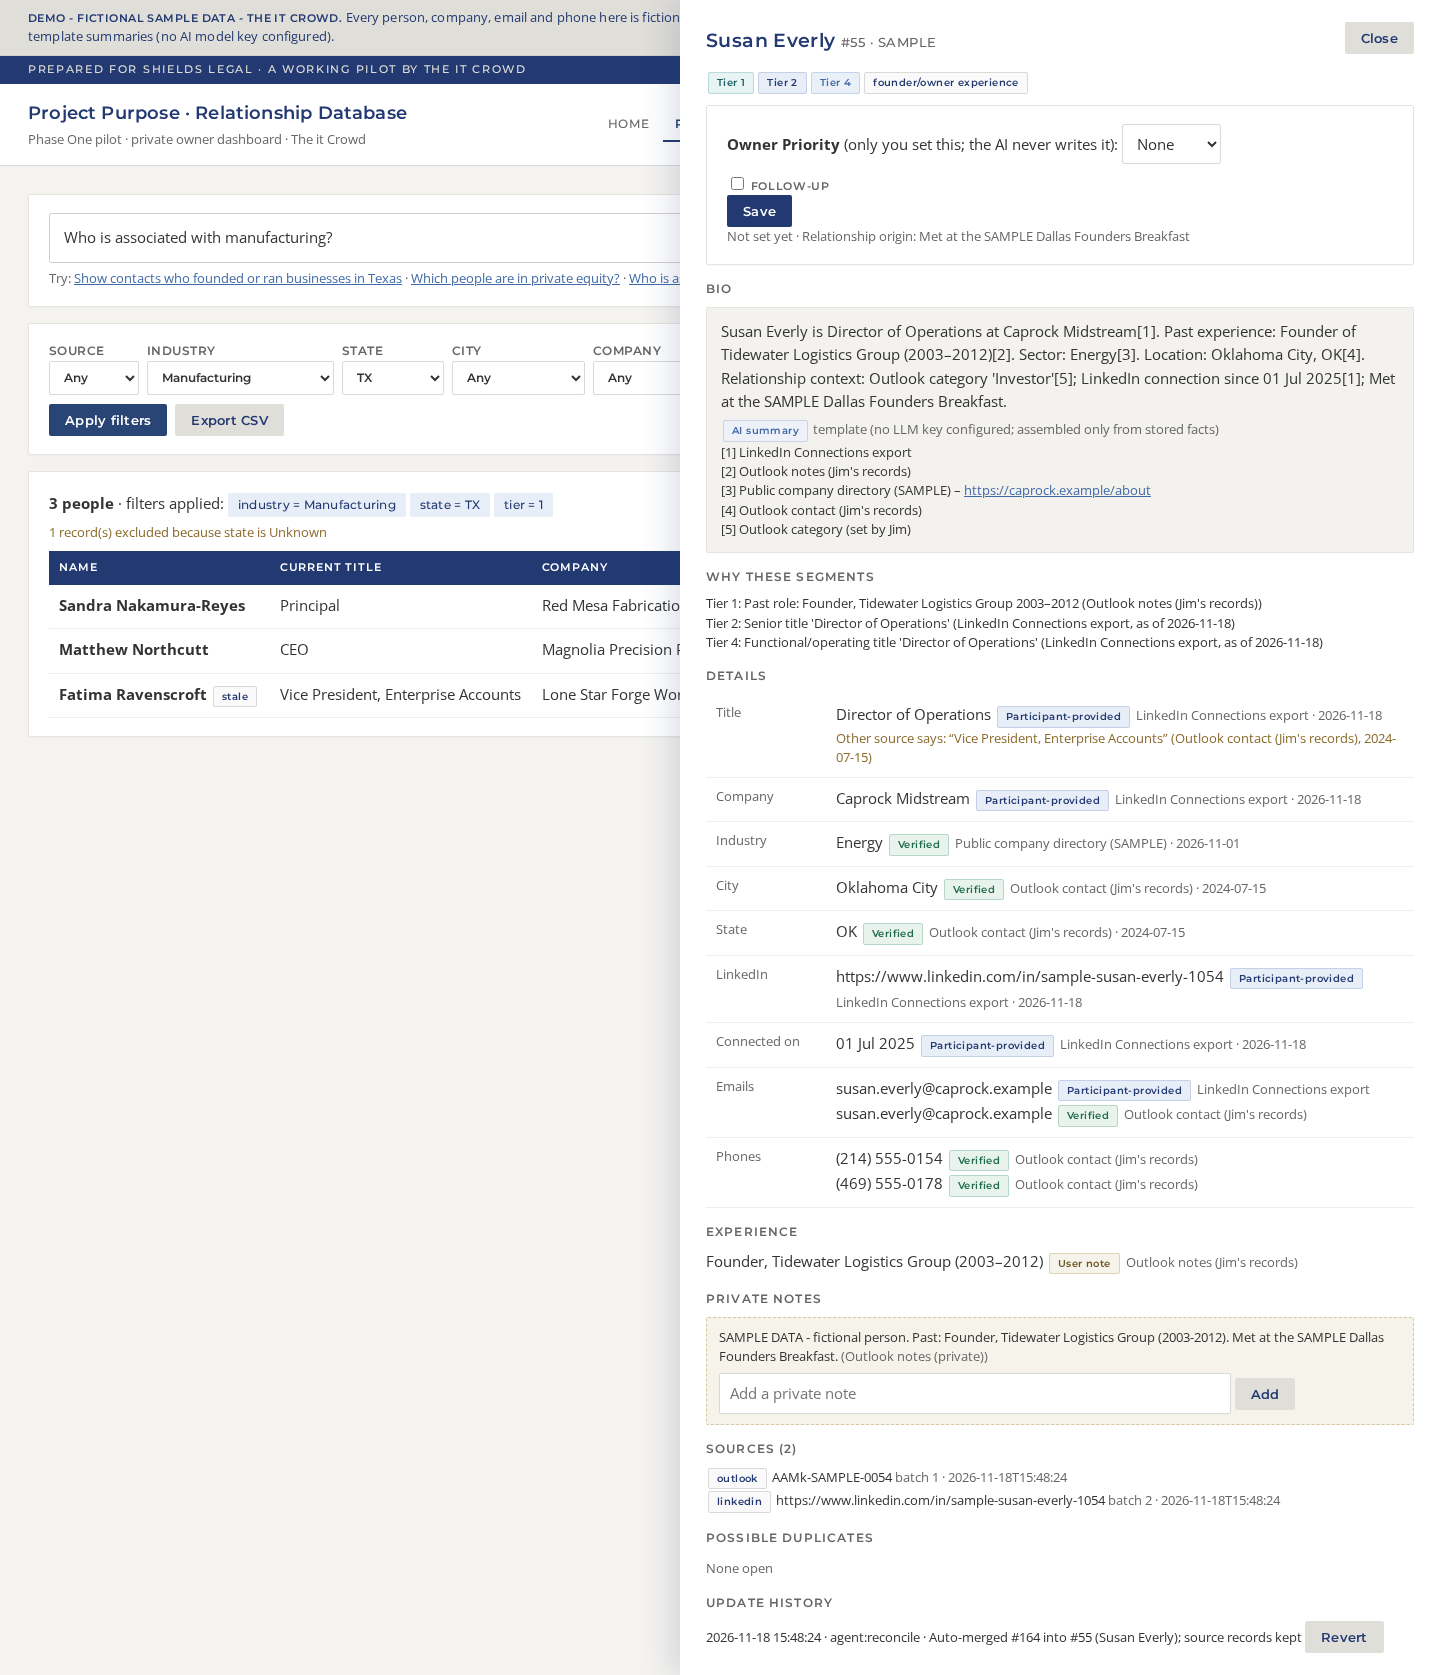 DEMO - FICTIONAL SAMPLE DATA - THE IT CROWD. Every person, company, email and phone here is fiction
template summaries (no AI model key configured).
PREPARED FOR SHIELDS LEGAL · A WORKING PILOT BY THE IT CROWD
Project Purpose · Relationship Database
Phase One pilot · private owner dashboard · The it Crowd
HOME
Who is associated with manufacturing?
Try: Show contacts who founded or ran businesses in Texas · Which people are in private equity? · Who is a
SOURCE INDUSTRY STATE CITY COMPANY
Any Manufacturing TX Any Any
Apply filters Export CSV
3 people · filters applied: industry = Manufacturing state = TX tier = 1
1 record(s) excluded because state is Unknown
NAME CURRENT TITLE COMPANY
Sandra Nakamura-Reyes Principal Red Mesa Fabricatio
Matthew Northcutt CEO Magnolia Precision
Fatima Ravenscroft stale Vice President, Enterprise Accounts Lone Star Forge Wor
Susan Everly #55 · SAMPLE
Close
Tier 1 Tier 2 Tier 4 founder/owner experience
Owner Priority (only you set this; the AI never writes it): None
FOLLOW-UP
Save
Not set yet · Relationship origin: Met at the SAMPLE Dallas Founders Breakfast
BIO
Susan Everly is Director of Operations at Caprock Midstream[1]. Past experience: Founder of
Tidewater Logistics Group (2003–2012)[2]. Sector: Energy[3]. Location: Oklahoma City, OK[4].
Relationship context: Outlook category 'Investor'[5]; LinkedIn connection since 01 Jul 2025[1]; Met
at the SAMPLE Dallas Founders Breakfast.
AI summary template (no LLM key configured; assembled only from stored facts)
[1] LinkedIn Connections export
[2] Outlook notes (Jim's records)
[3] Public company directory (SAMPLE) – https://caprock.example/about
[4] Outlook contact (Jim's records)
[5] Outlook category (set by Jim)
WHY THESE SEGMENTS
Tier 1: Past role: Founder, Tidewater Logistics Group 2003–2012 (Outlook notes (Jim's records))
Tier 2: Senior title 'Director of Operations' (LinkedIn Connections export, as of 2026-11-18)
Tier 4: Functional/operating title 'Director of Operations' (LinkedIn Connections export, as of 2026-11-18)
DETAILS
Title Director of Operations Participant-provided LinkedIn Connections export · 2026-11-18
Other source says: “Vice President, Enterprise Accounts” (Outlook contact (Jim's records), 2024-
07-15)
Company Caprock Midstream Participant-provided LinkedIn Connections export · 2026-11-18
Industry Energy Verified Public company directory (SAMPLE) · 2026-11-01
City Oklahoma City Verified Outlook contact (Jim's records) · 2024-07-15
State OK Verified Outlook contact (Jim's records) · 2024-07-15
LinkedIn https://www.linkedin.com/in/sample-susan-everly-1054 Participant-provided
LinkedIn Connections export · 2026-11-18
Connected on 01 Jul 2025 Participant-provided LinkedIn Connections export · 2026-11-18
Emails susan.everly@caprock.example Participant-provided LinkedIn Connections export
susan.everly@caprock.example Verified Outlook contact (Jim's records)
Phones (214) 555-0154 Verified Outlook contact (Jim's records)
(469) 555-0178 Verified Outlook contact (Jim's records)
EXPERIENCE
Founder, Tidewater Logistics Group (2003–2012) User note Outlook notes (Jim's records)
PRIVATE NOTES
SAMPLE DATA - fictional person. Past: Founder, Tidewater Logistics Group (2003-2012). Met at the SAMPLE Dallas
Founders Breakfast. (Outlook notes (private))
Add a private note Add
SOURCES (2)
outlook AAMk-SAMPLE-0054 batch 1 · 2026-11-18T15:48:24
linkedin https://www.linkedin.com/in/sample-susan-everly-1054 batch 2 · 2026-11-18T15:48:24
POSSIBLE DUPLICATES
None open
UPDATE HISTORY
2026-11-18 15:48:24 · agent:reconcile · Auto-merged #164 into #55 (Susan Everly); source records kept Revert